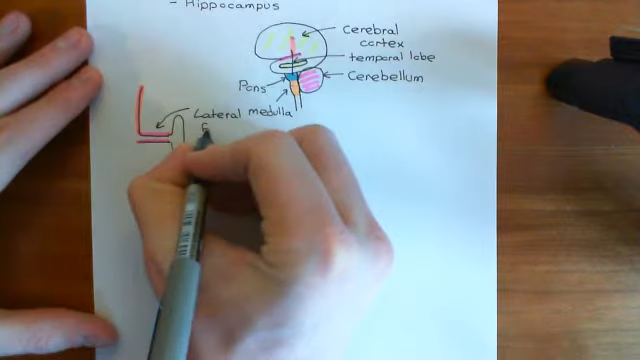 - Hippocampus
Cerebral
cortex
temporal lobe
Pons
Cerebellum
Lateral medulla